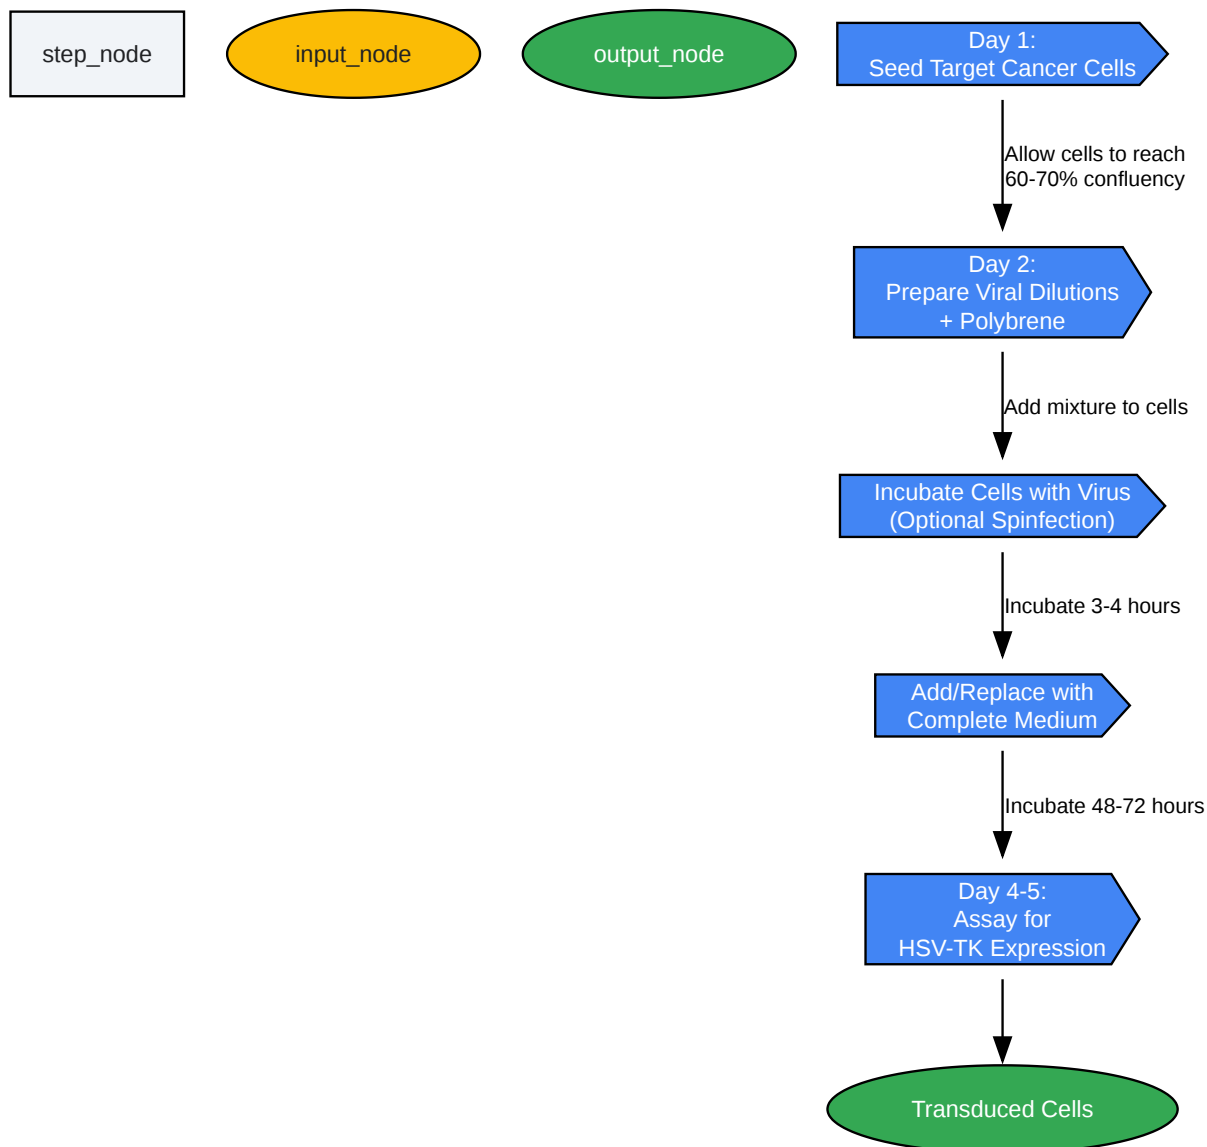 step_node
input_node
output_node
Day 1:
Seed Target Cancer Cells
Allow cells to reach
60-70% confluency
Day 2:
Prepare Viral Dilutions
+ Polybrene
Add mixture to cells
Incubate Cells with Virus
(Optional Spinfection)
Incubate 3-4 hours
Add/Replace with
Complete Medium
Incubate 48-72 hours
Day 4-5:
Assay for
HSV-TK Expression
Transduced Cells